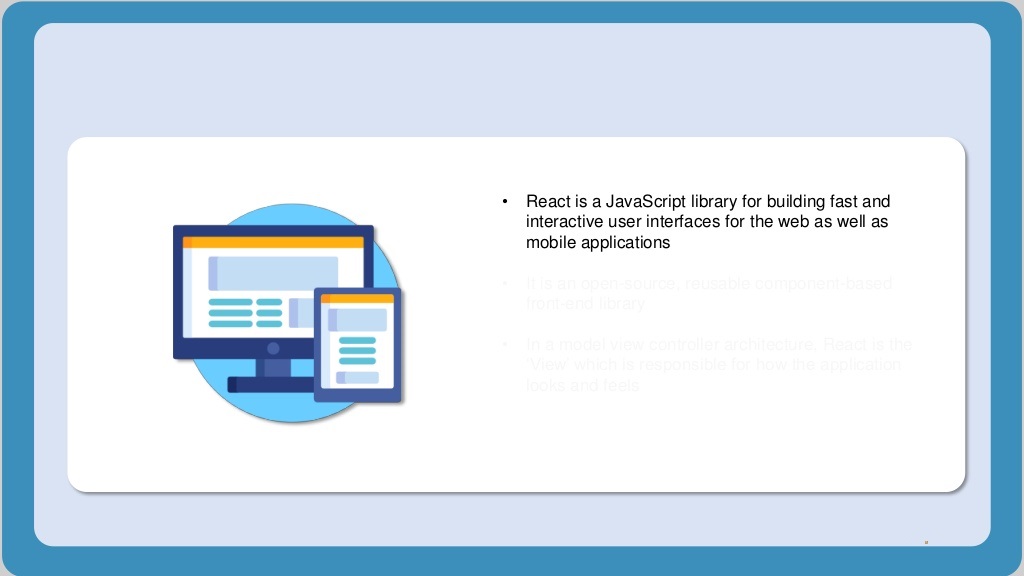 • React is a JavaScript library for building fast and
interactive user interfaces for the web as well as
mobile applications
• It is an open-source, reusable component-based
front-end library
• In a model view controller architecture, React is the
‘View’ which is responsible for how the application
looks and feels